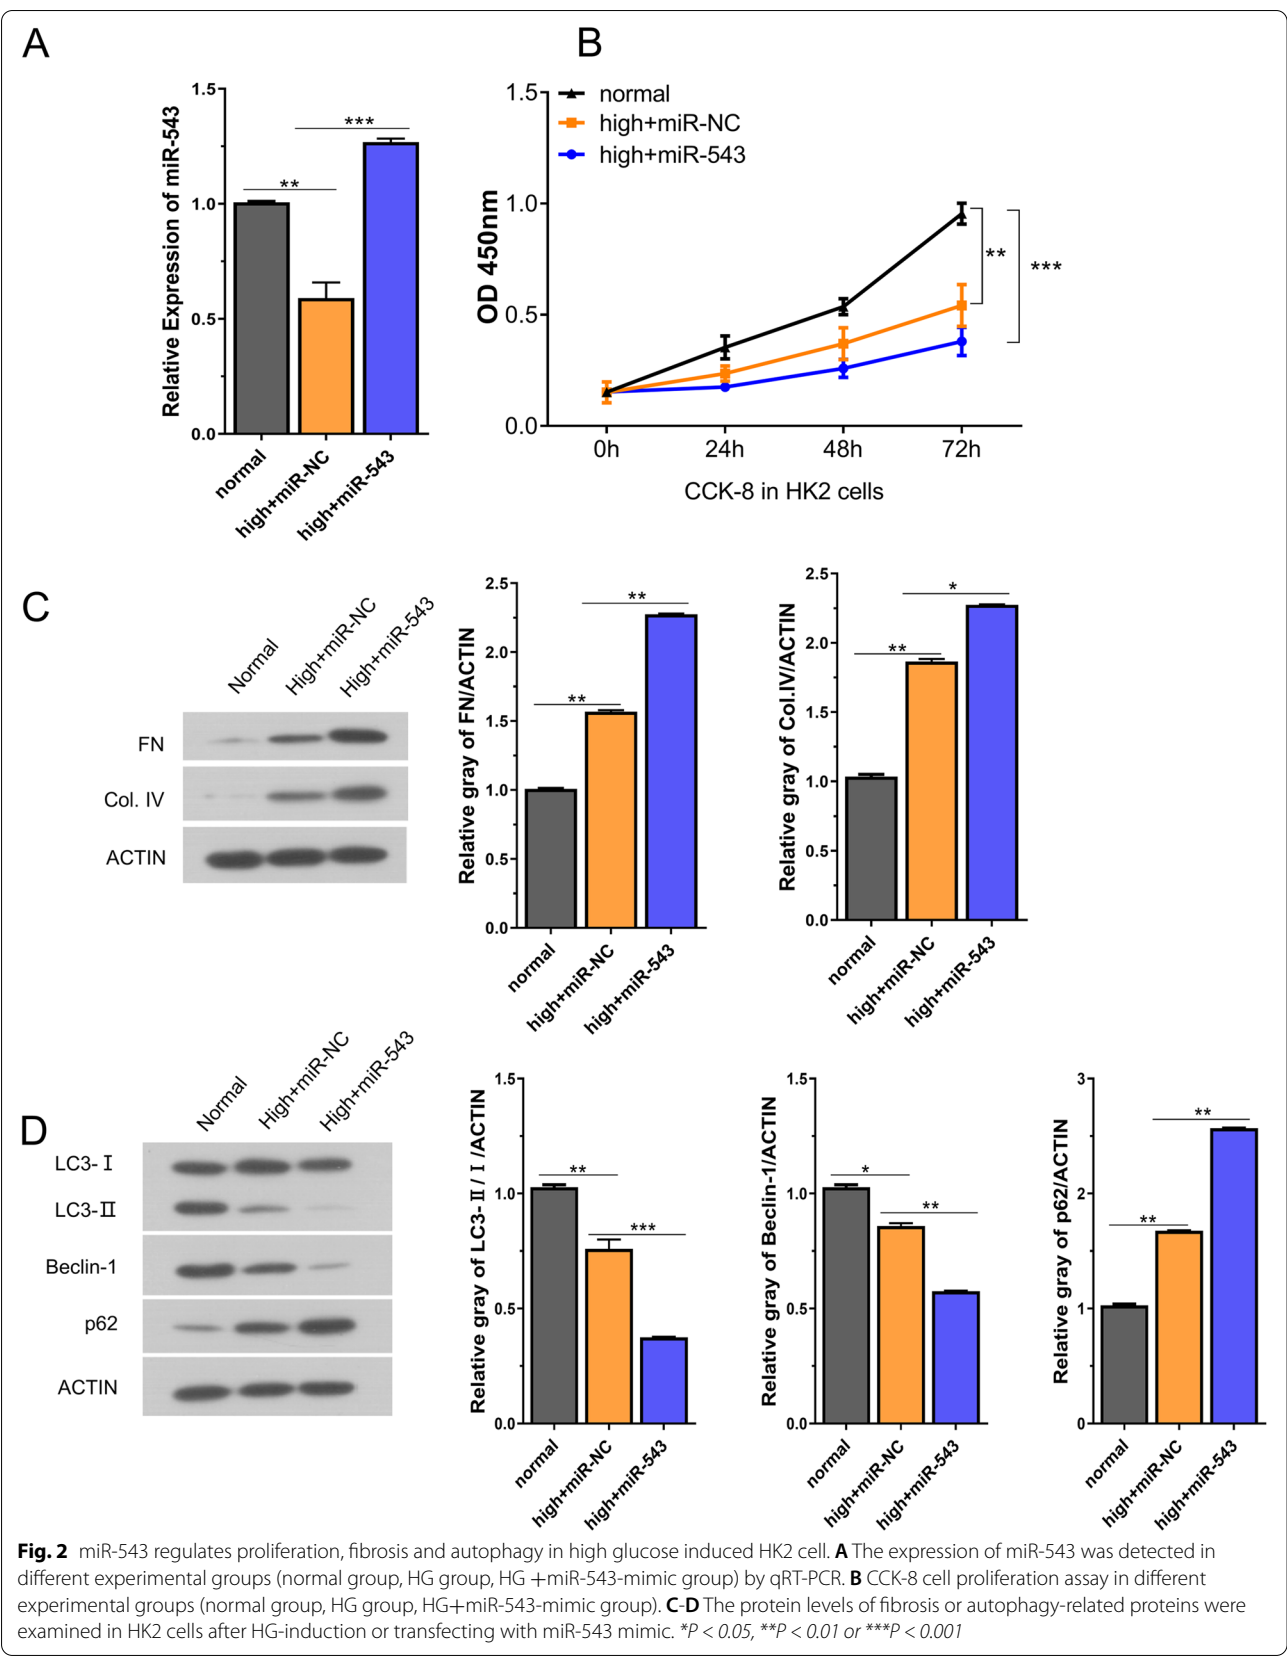 A
Relative Expression of miR-543
1.5
1.0
0.5
0.0
**
***
normal
high+miR-NC
high+miR-543
B
OD 450nm
1.5
1.0
0.5
0.0
normal
high+miR-NC
high+miR-543
**
***
0h 24h 48h 72h
CCK-8 in HK2 cells
C
Normal
High+miR-NC
High+miR-543
FN
Col. IV
ACTIN
Relative gray of FN/ACTIN
2.5
2.0
1.5
1.0
0.5
0.0
**
**
normal
high+miR-NC
high+miR-543
Relative gray of Col.IV/ACTIN
2.5
2.0
1.5
1.0
0.5
0.0
**
*
normal
high+miR-NC
high+miR-543
D
Normal
High+miR-NC
High+miR-543
LC3-Ⅰ
LC3-Ⅱ
Beclin-1
p62
ACTIN
Relative gray of LC3-Ⅱ/Ⅰ/ACTIN
1.5
1.0
0.5
0.0
**
***
normal
high+miR-NC
high+miR-543
Relative gray of Beclin-1/ACTIN
1.5
1.0
0.5
0.0
*
**
normal
high+miR-NC
high+miR-543
Relative gray of p62/ACTIN
3
2
1
0
**
**
normal
high+miR-NC
high+miR-543
Fig. 2 miR-543 regulates proliferation, fibrosis and autophagy in high glucose induced HK2 cell. A The expression of miR-543 was detected in
different experimental groups (normal group, HG group, HG +miR-543-mimic group) by qRT-PCR. B CCK-8 cell proliferation assay in different
experimental groups (normal group, HG group, HG+miR-543-mimic group). C-D The protein levels of fibrosis or autophagy-related proteins were
examined in HK2 cells after HG-induction or transfecting with miR-543 mimic. *P < 0.05, **P < 0.01 or ***P < 0.001